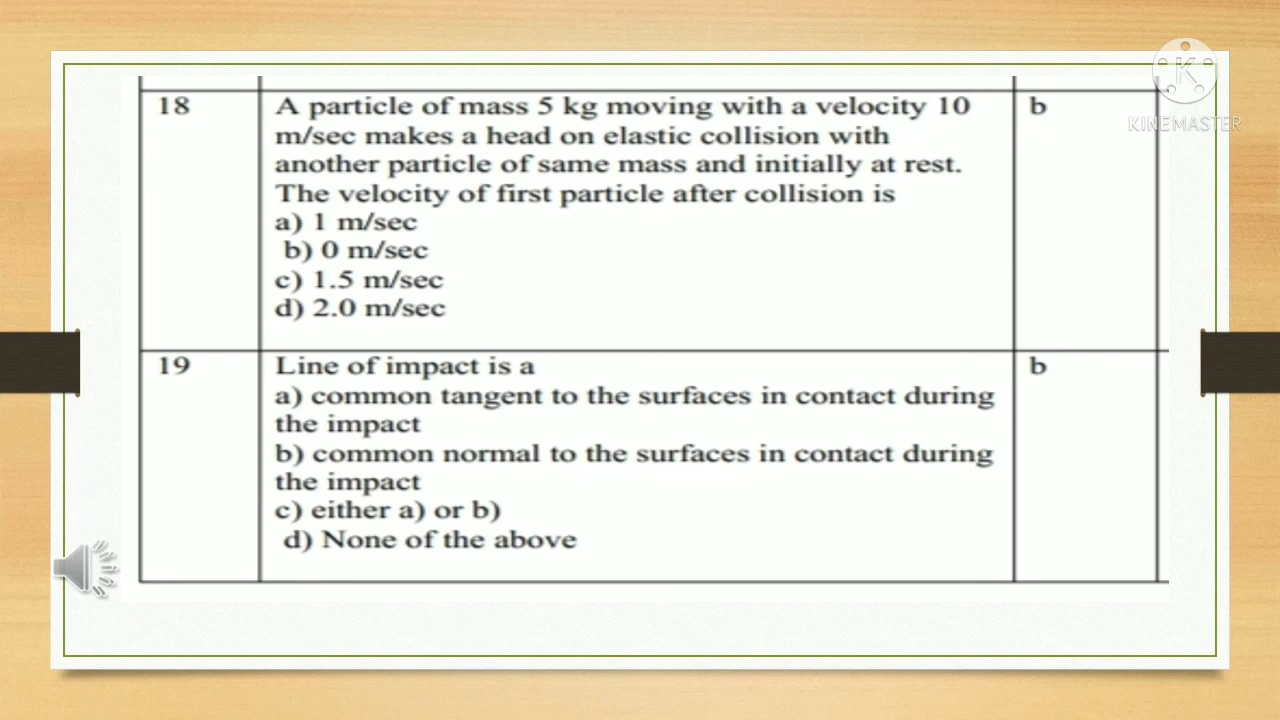 K
KINEMASTER
18 A particle of mass 5 kg moving with a velocity 10 b
m/sec makes a head on elastic collision with
another particle of same mass and initially at rest.
The velocity of first particle after collision is
a) 1 m/sec
b) 0 m/sec
c) 1.5 m/sec
d) 2.0 m/sec
19 Line of impact is a b
a) common tangent to the surfaces in contact during
the impact
b) common normal to the surfaces in contact during
the impact
c) either a) or b)
d) None of the above